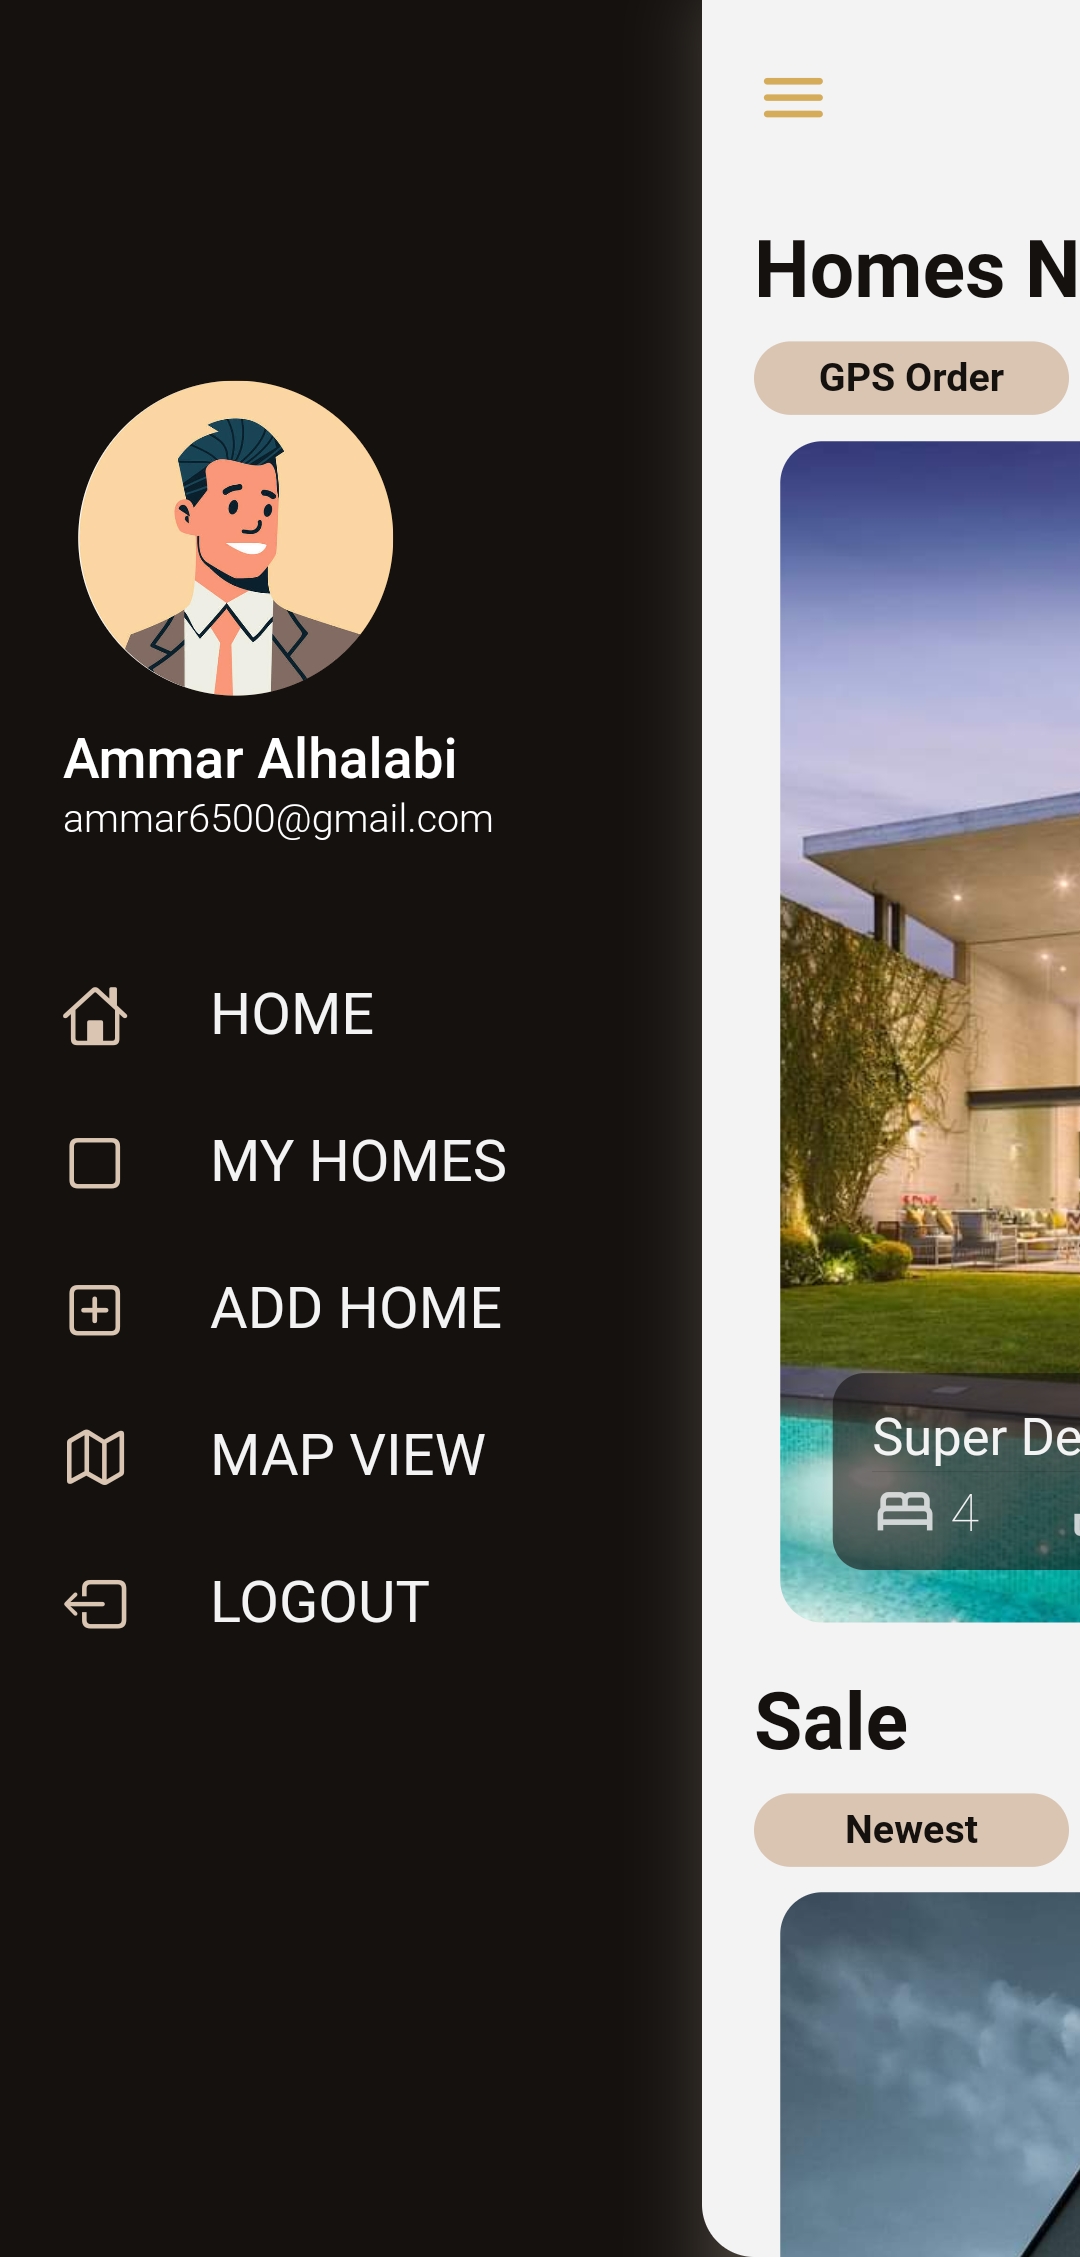 Ammar Alhalabi
ammar6500@gmail.com
HOME
MY HOMES
ADD HOME
MAP VIEW
LOGOUT
Homes N
GPS Order
Super De
4
Sale
Newest